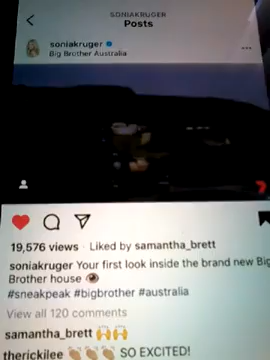 SONIAKRUGER
Posts
soniakruger
Big Brother Australia
19,576 views · Liked by samantha_brett
soniakruger Your first look inside the brand new Big
Brother house
#sneakpeak #bigbrother #australia
View all 120 comments
samantha_brett 🙌🙌
therickilee 👏👏👏 SO EXCITED!